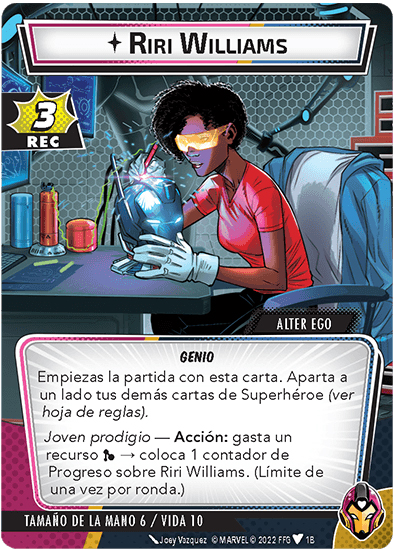 RIRI WILLIAMS
3
REC
ALTER EGO
GENIO
Empiezas la partida con esta carta. Aparta a
un lado tus demás cartas de Superhéroe (ver
hoja de reglas).
Joven prodigio — Acción: gasta un
recurso → coloca 1 contador de
Progreso sobre Riri Williams. (Límite de
una vez por ronda.)
TAMAÑO DE LA MANO 6 / VIDA 10
Joey Vazquez © MARVEL © 2022 FFG 1B